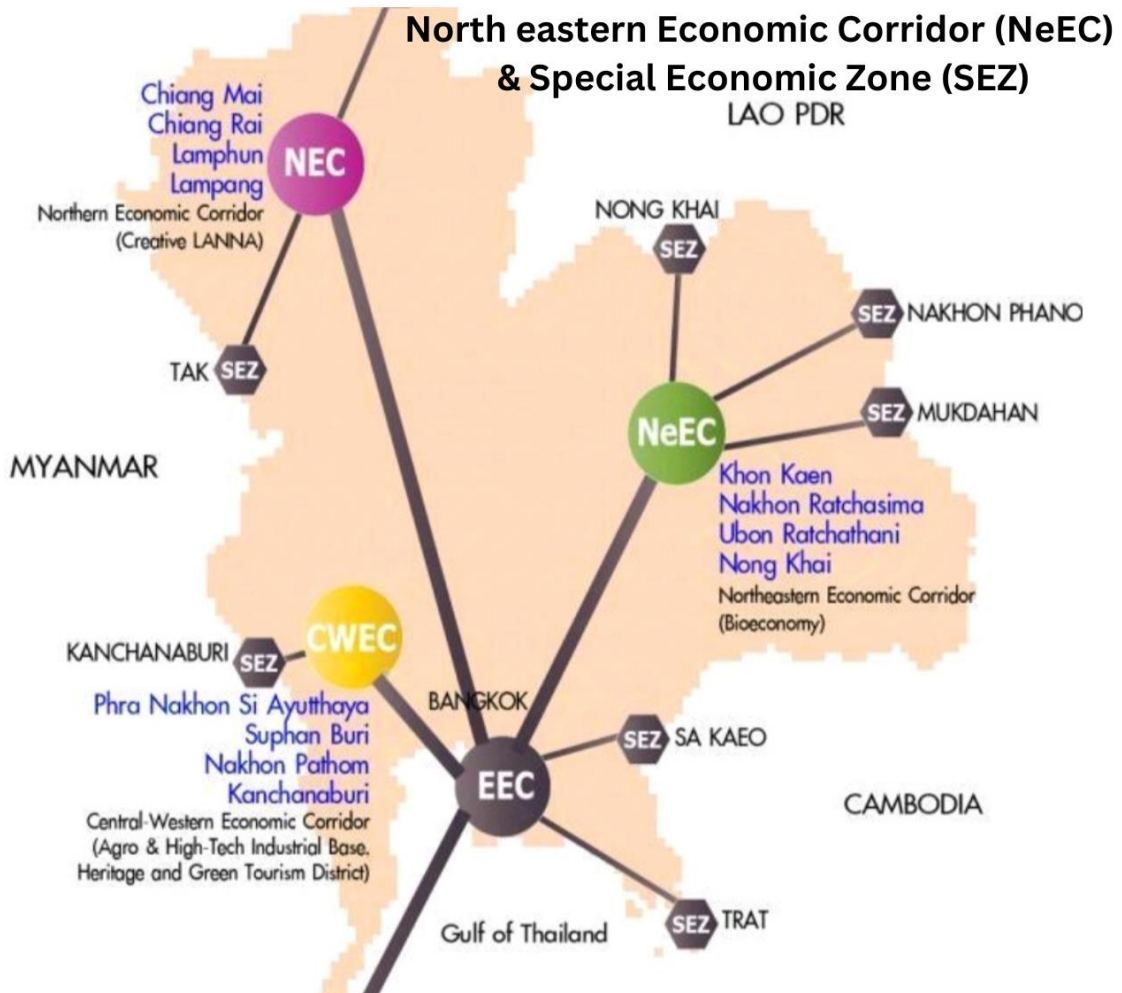 North eastern Economic Corridor (NeEC)
& Special Economic Zone (SEZ)
LAO PDR
Chiang Mai
Chiang Rai
Lamphun
Lampang
Northern Economic Corridor
(Creative LANNA)
NEC
NONG KHAI
SEZ
SEZ NAKHON PHANO
TAK SEZ
SEZ MUKDAHAN
NeEC
MYANMAR
Khon Kaen
Nakhon Ratchasima
Ubon Ratchathani
Nong Khai
Northeastern Economic Corridor
(Bioeconomy)
CWEC
KANCHANABURI SEZ
Phra Nakhon Si Ayutthaya
Suphan Buri
Nakhon Pathom
Kanchanaburi
Central-Western Economic Corridor
(Agro & High-Tech Industrial Base.
Heritage and Green Tourism District)
BANGKOK
EEC
SEZ SA KAEO
CAMBODIA
SEZ TRAT
Gulf of Thailand